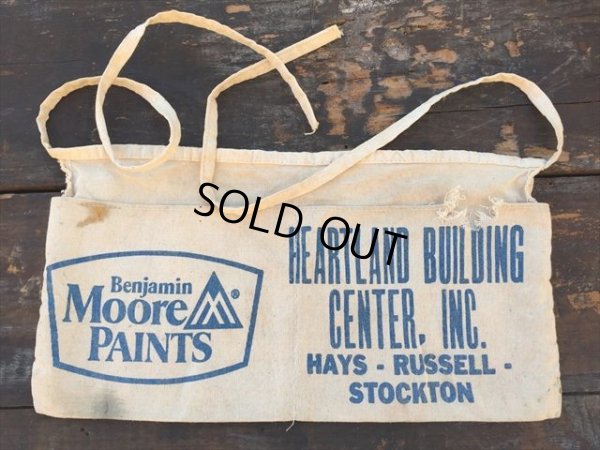 SOLD OUT
Benjamin
Moore®
PAINTS
HEARTLAND BUILDING
CENTER, INC.
HAYS - RUSSELL -
STOCKTON